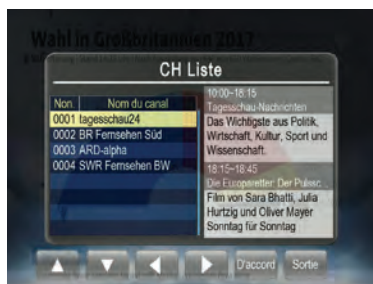 Wahl in Großbritannien 2017
CH Liste
Non. Nom du canal
0001 tagesschau24
0002 BR Fernsehen Süd
0003 ARD-alpha
0004 SWR Fernsehen BW
10:00-18:15
Tagesschau-Nachrichten
Das Wichtigste aus Politik,
Wirtschaft, Kultur, Sport und
Wissenschaft.
18:15-18:45
Die Europaretter: Der Pulssc...
Film von Sara Bhatti, Julia
Hurtzig und Oliver Mayer
Sonntag für Sonntag
D'accord Sortie